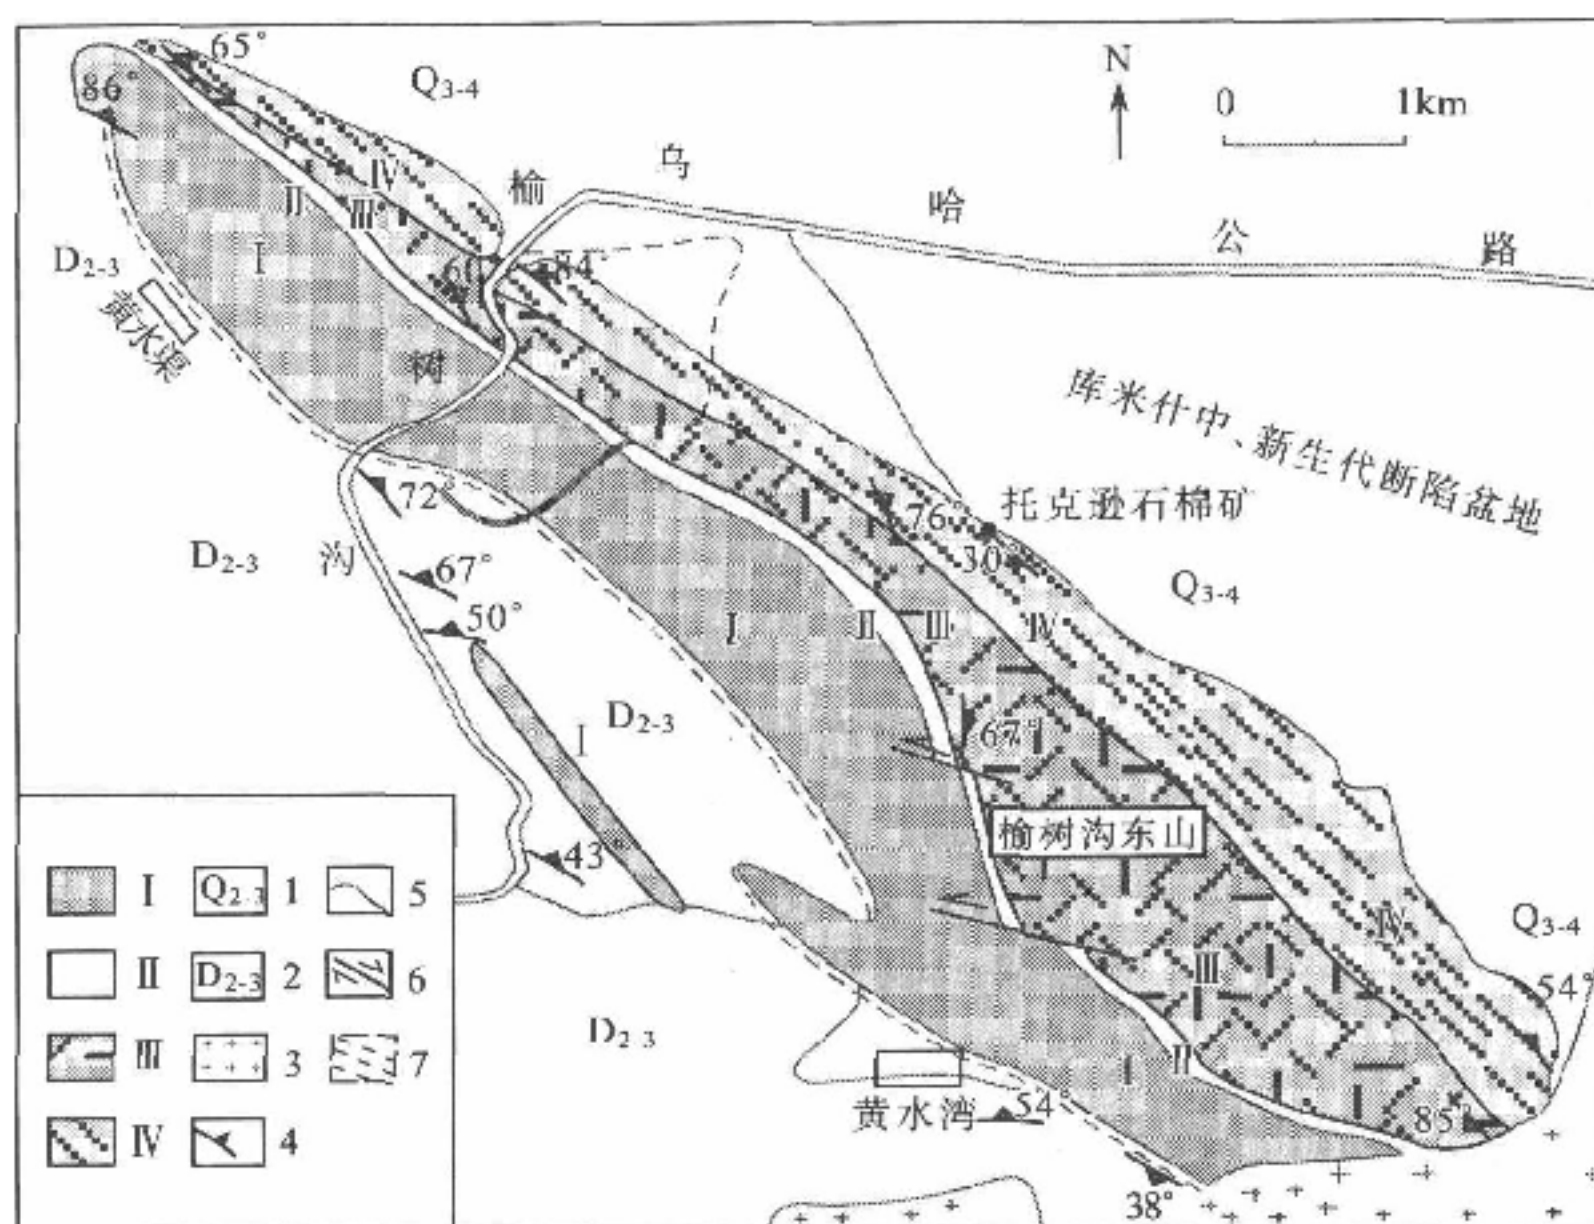 65°
86°
Q₃₋₄
N
0 1km
榆 乌 哈 公 路
Ⅳ
Ⅱ Ⅲ
Ⅰ
D₂₋₃
黄水渠
84°
树
库米什中、新生代断陷盆地
72°
76° 托克逊石棉矿
30°
D₂₋₃ 沟
67°
Q₃₋₄
50°
Ⅰ Ⅱ Ⅲ Ⅳ
Ⅰ D₂₋₃
67°
榆树沟东山
43°
Ⅳ Q₃₋₄
Ⅲ
54°
D₂₋₃
Ⅰ Ⅱ
黄水湾 54°
85°
38°
Ⅰ Q₂₋₃ 1 5
Ⅱ D₂₋₃ 2 6
Ⅲ 3 7
Ⅳ 4